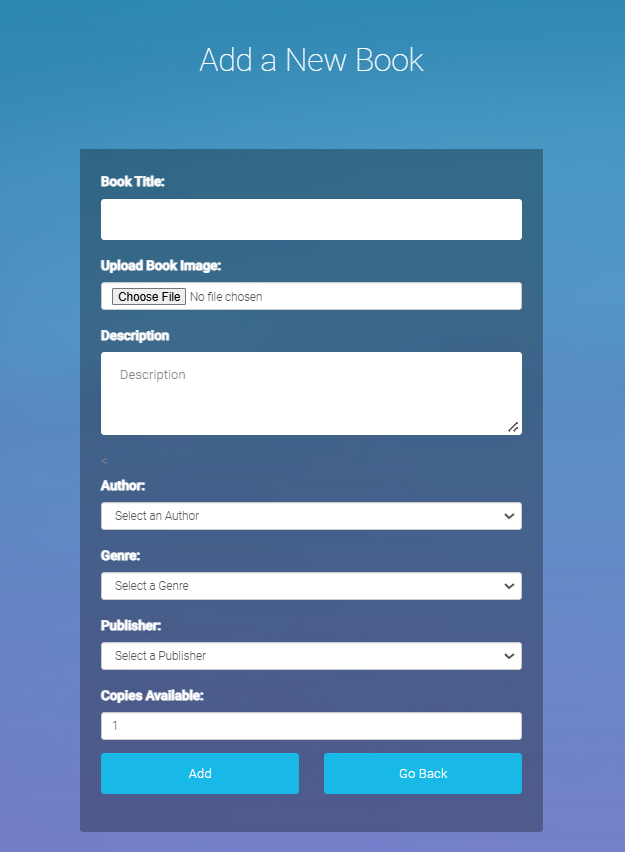 Add a New Book
Book Title:
Upload Book Image:
Choose File No file chosen
Description
Description
<
Author:
Select an Author
Genre:
Select a Genre
Publisher:
Select a Publisher
Copies Available:
1
Add Go Back